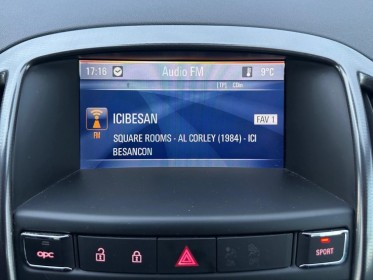 17:16 Audio FM 9°C
[TP]
ICIBESAN FAV 1
FM SQUARE ROOMS - AL CORLEY (1984) - ICI
BESANCON
OPC SPORT